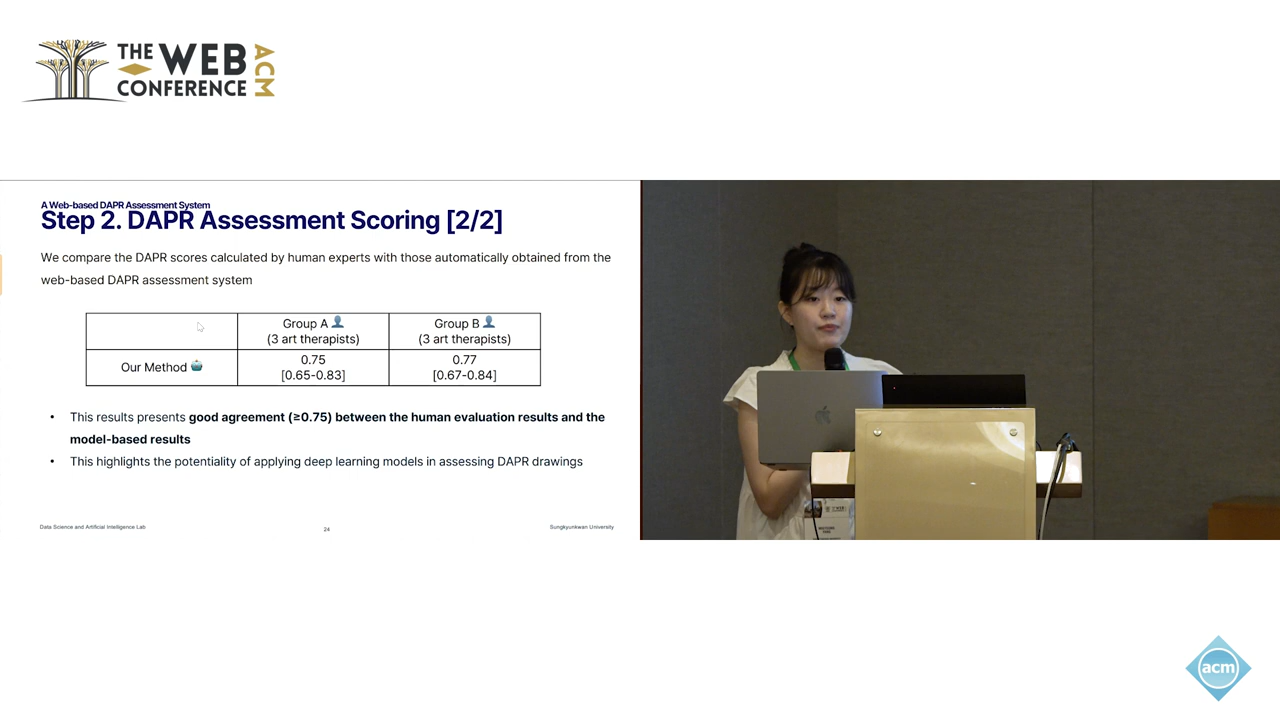 THE WEB
CONFERENCE
ACM
A Web-based DAPR Assessment System
Step 2. DAPR Assessment Scoring [2/2]
We compare the DAPR scores calculated by human experts with those automatically obtained from the
web-based DAPR assessment system
Group A
(3 art therapists)
Group B
(3 art therapists)
Our Method
0.75
[0.65-0.83]
0.77
[0.67-0.84]
• This results presents good agreement (≥0.75) between the human evaluation results and the
model-based results
• This highlights the potentiality of applying deep learning models in assessing DAPR drawings
Data Science and Artificial Intelligence Lab
24
Sungkyunkwan University
acm